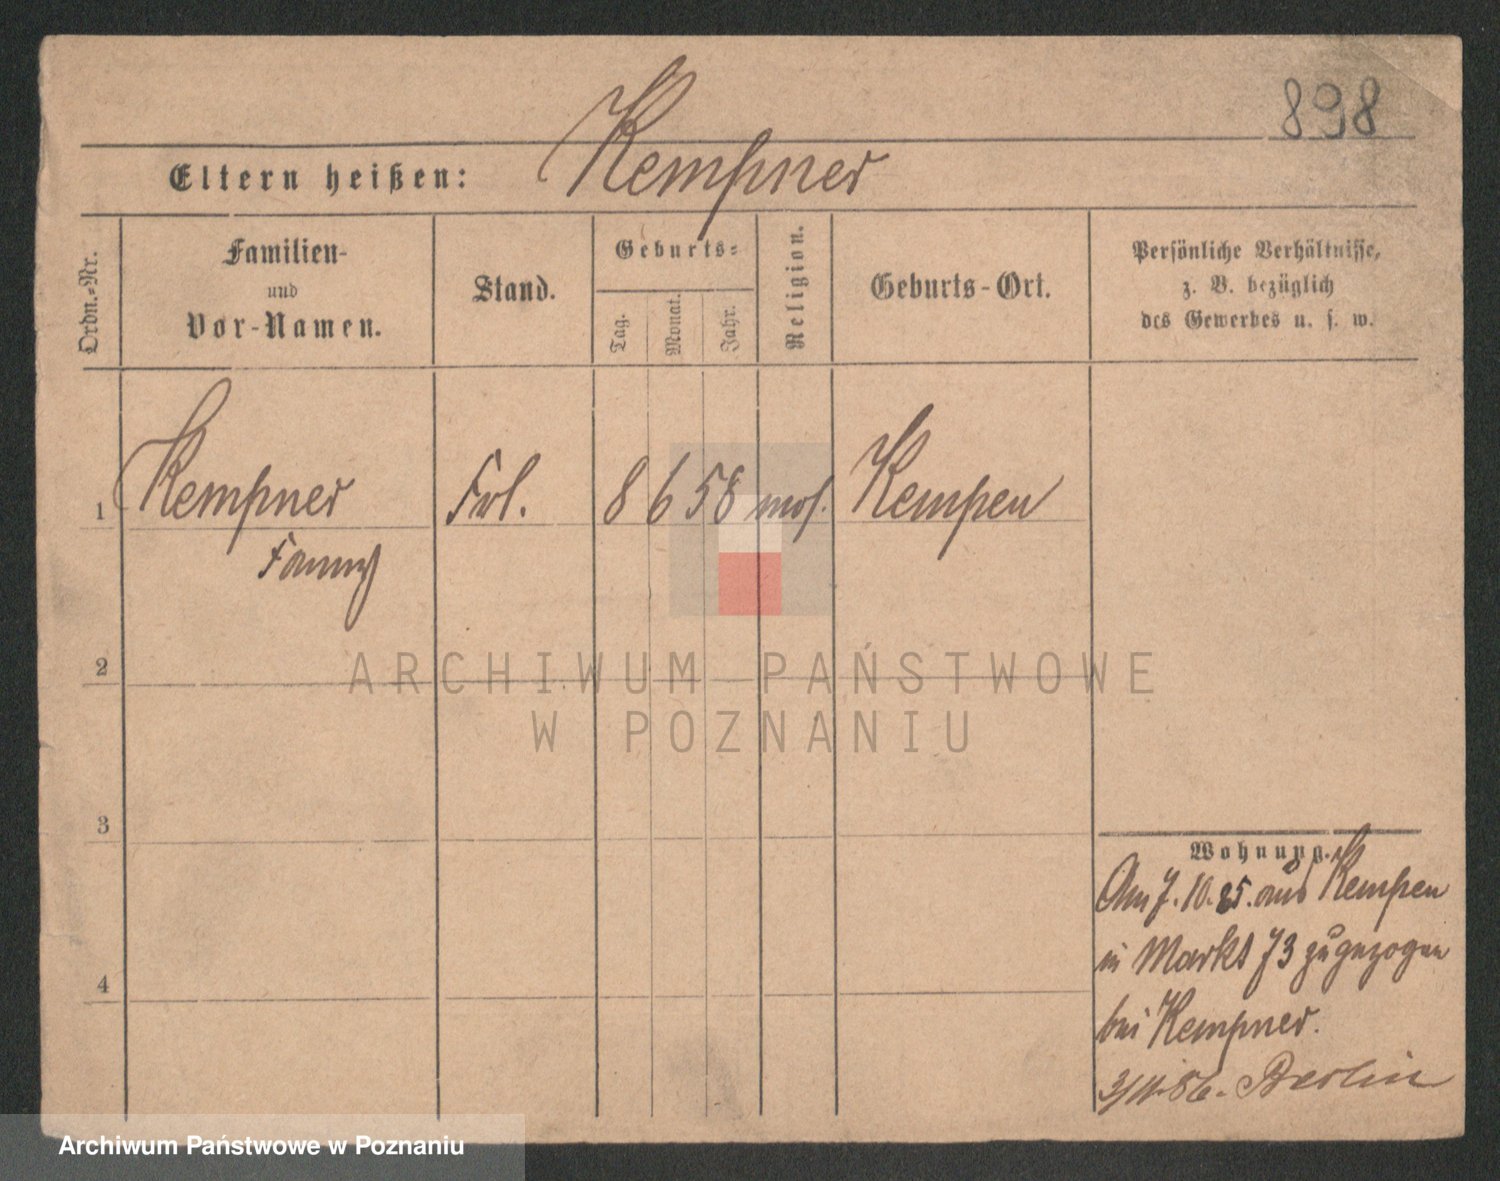 898
Kempner
Eltern heißen:
Ordn.-Nr.
Familien-
und
Vor-Namen.
Stand.
Geburts-
Tag.
Monat.
Jahr.
Religion.
Geburts-Ort.
Persönliche Verhältnisse,
z. B. bezüglich
des Gewerbes u. s. w.
1
Kempner
Fanny
Frl.
8 6 58
mos.
Kempen
2
3
4
ARCHIWUM PAŃSTWOWE
W POZNANIU
Wohnung.
Am 7.10.85. aus Kempen
in Markt 73 zugezogen
bei Kempner.
86. Berlin
Archiwum Państwowe w Poznaniu